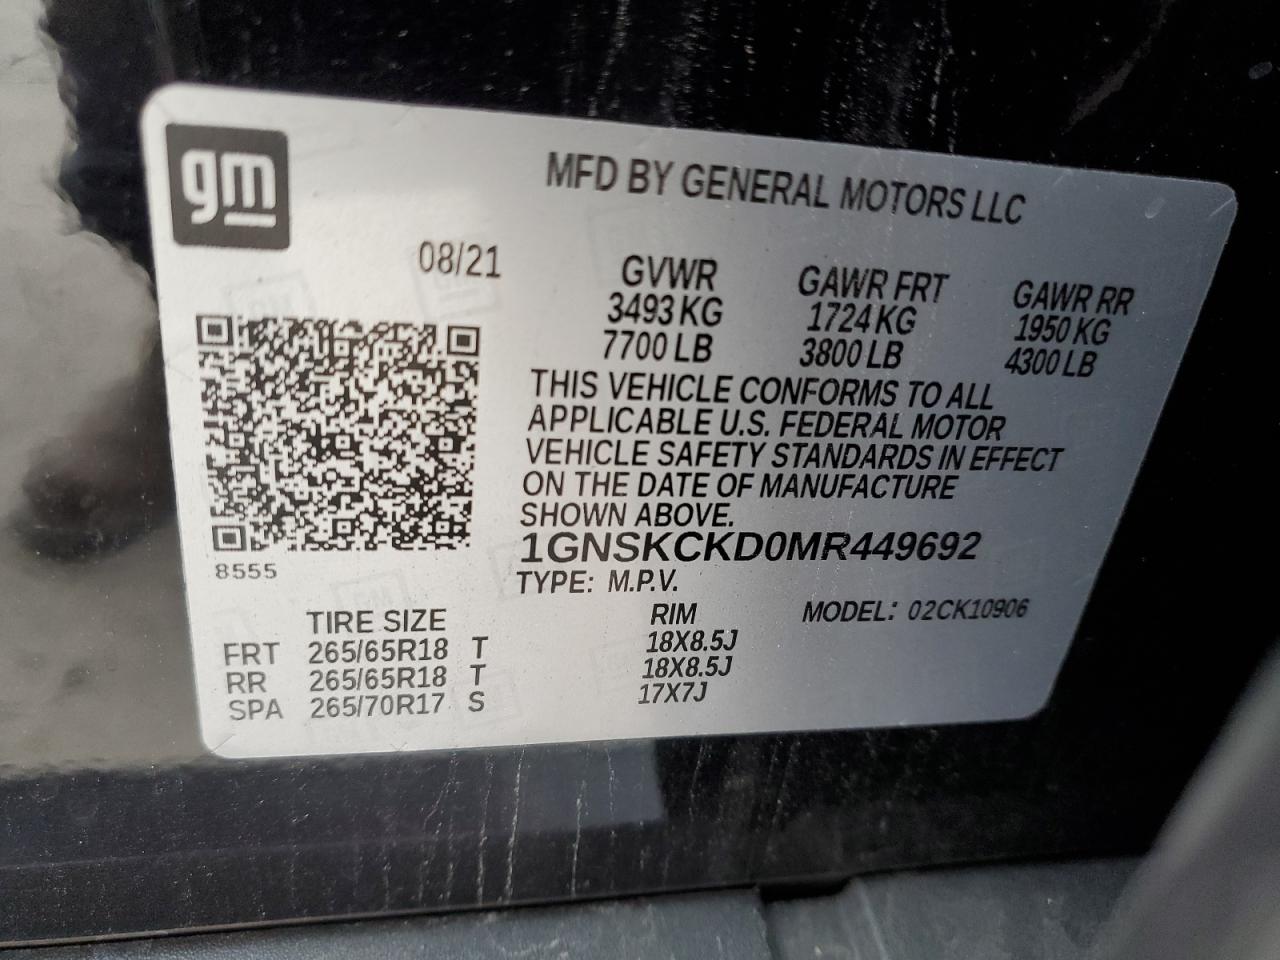 gm
MFD BY GENERAL MOTORS LLC
08/21
GVWR GAWR FRT GAWR RR
3493 KG 1724 KG 1950 KG
7700 LB 3800 LB 4300 LB
THIS VEHICLE CONFORMS TO ALL
APPLICABLE U.S. FEDERAL MOTOR
VEHICLE SAFETY STANDARDS IN EFFECT
ON THE DATE OF MANUFACTURE
SHOWN ABOVE.
1GNSKCKD0MR449692
8555
TYPE: M.P.V.
TIRE SIZE RIM MODEL: 02CK10906
FRT 265/65R18 T 18X8.5J
RR 265/65R18 T 18X8.5J
SPA 265/70R17 S 17X7J